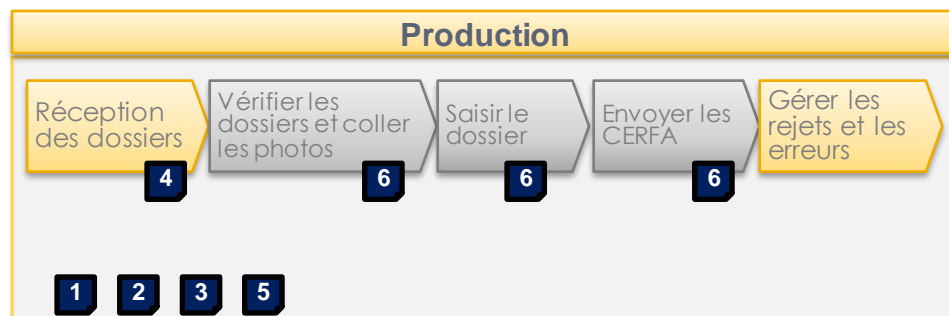 Production
Réception
des dossiers
4
Vérifier les
dossiers et coller
les photos
6
Saisir le
dossier
6
Envoyer les
CERFA
6
Gérer les
rejets et les
erreurs
1 2 3 5